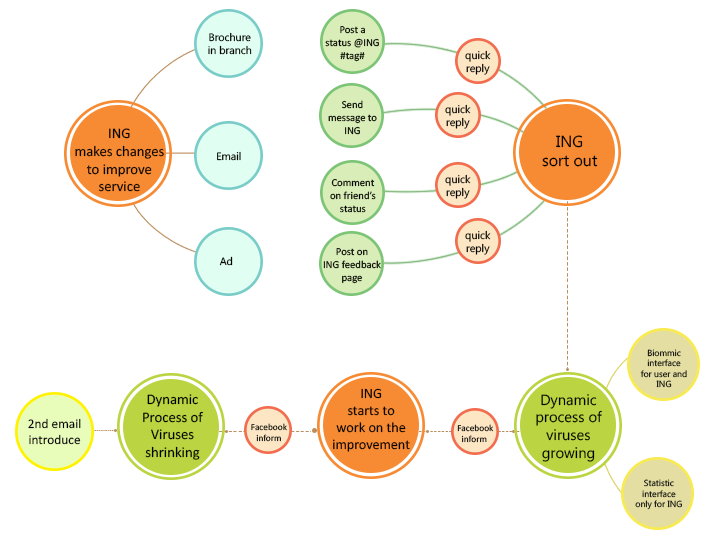 Brochure
in branch
ING
makes changes
to improve
service
Email
Ad
Post a
status @ING
#tag#
quick
reply
Send
message to
ING
quick
reply
Comment
on friend's
status
quick
reply
Post on
ING feedback
page
quick
reply
ING
sort out
2nd email
introduce
Dynamic
Process of
Viruses
shrinking
Facebook
inform
ING
starts to
work on the
improvement
Facebook
inform
Dynamic
process of
viruses
growing
Biommic
interface
for user and
ING
Statistic
interface
only for ING